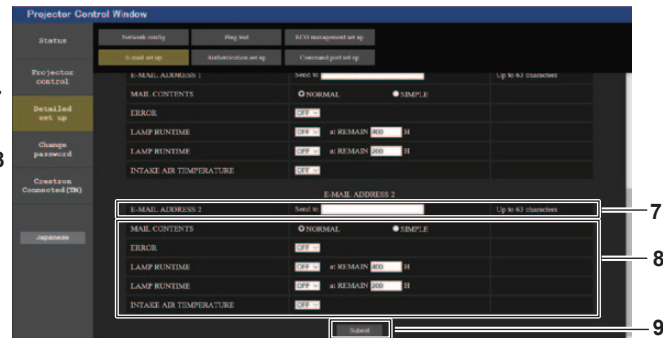 Projector Control Window
Status
Network config Ping test ECO management set up
E-mail set up Authentication set up Command port set up
Projector control
E-MAIL ADDRESS 1 Send to Up to 63 characters
MAIL CONTENTS NORMAL SIMPLE
Detailed set up
ERROR OFF
LAMP RUNTIME OFF at REMAIN 400 H
Change password
LAMP RUNTIME OFF at REMAIN 200 H
INTAKE AIR TEMPERATURE OFF
Crestron Connected(TM)
E-MAIL ADDRESS 2
E-MAIL ADDRESS 2 Send to Up to 63 characters
7
MAIL CONTENTS NORMAL SIMPLE
Japanese
ERROR OFF
8
LAMP RUNTIME OFF at REMAIN 400 H
LAMP RUNTIME OFF at REMAIN 200 H
INTAKE AIR TEMPERATURE OFF
Submit
9